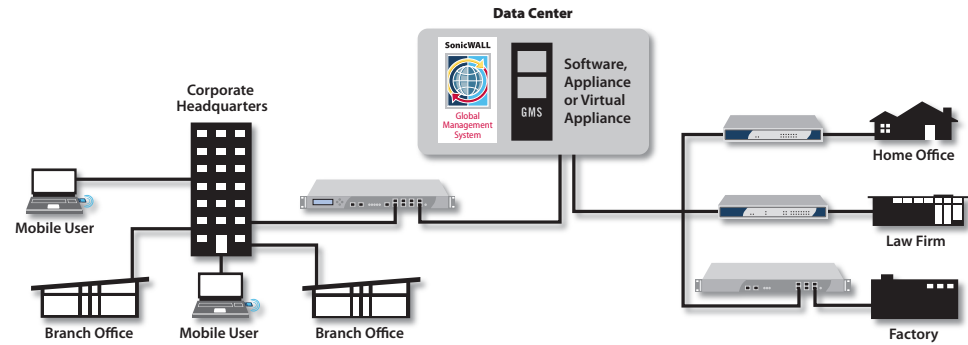 Data Center
SonicWALL
Global
Management
System
GMS
Software,
Appliance
or Virtual
Appliance
Corporate
Headquarters
Mobile User
Branch Office
Mobile User
Branch Office
Home Office
Law Firm
Factory